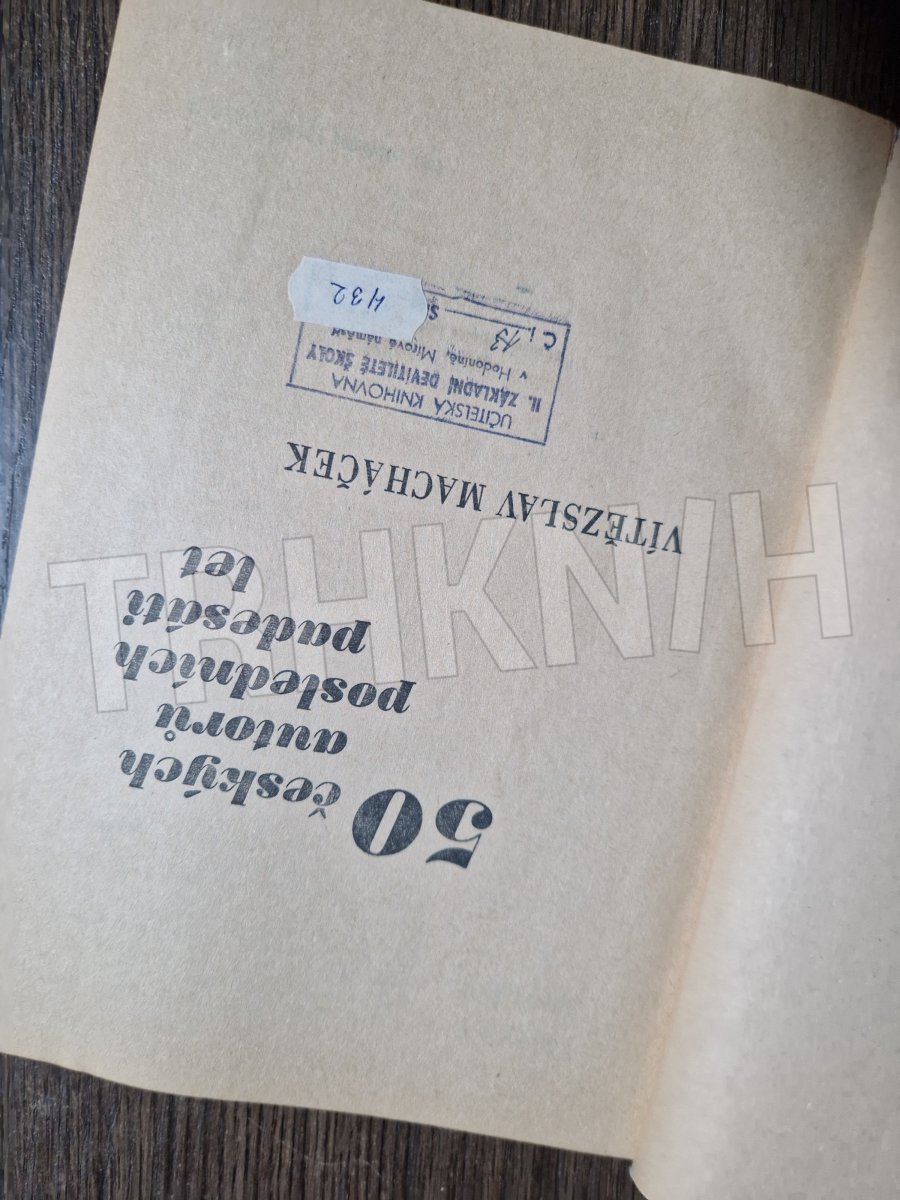 50 českých
autorů
posledních
padesáti
let
VÍTĚZSLAV MACHÁČEK
UČITELSKÁ KNIHOVNA
II. ZÁKLADNÍ DEVÍTILETÉ ŠKOLY
v Hodoníně, Mírové náměstí
C i 13
432
TRHKNIH